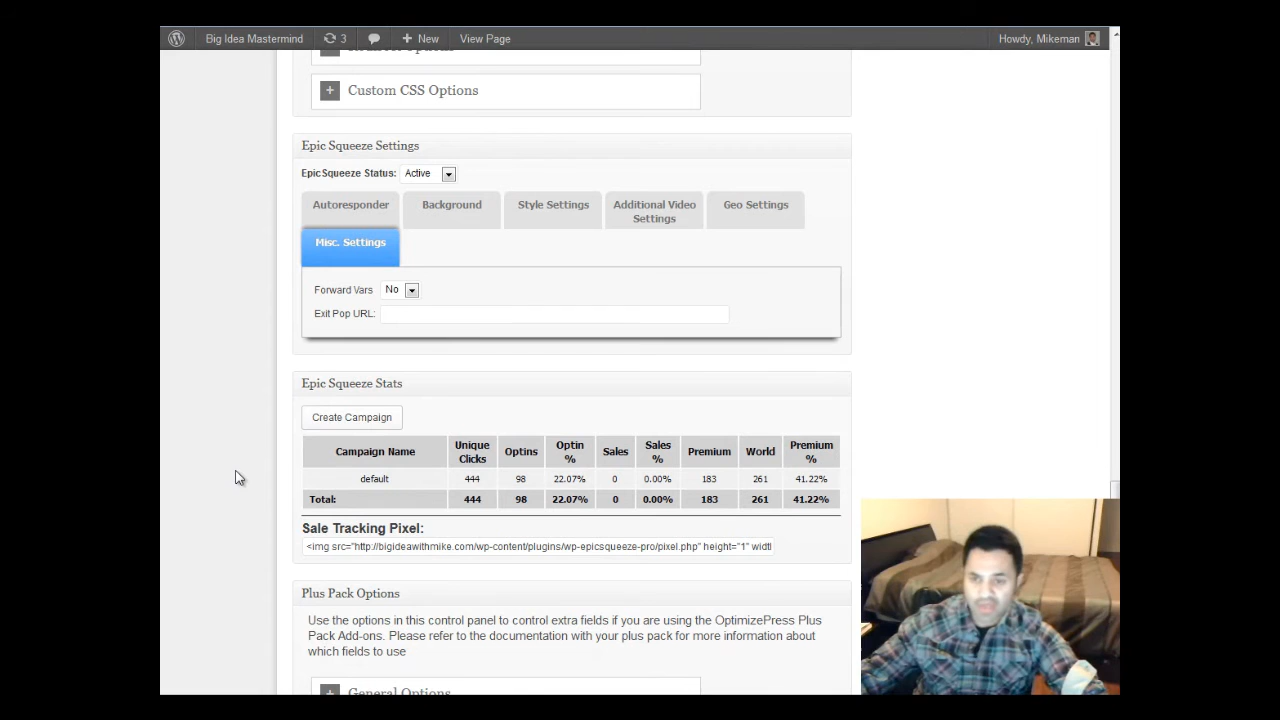 Big Idea Mastermind 3 New View Page Howdy, Mikeman
Custom CSS Options
Epic Squeeze Settings
EpicSqueeze Status: Active
Autoresponder Background Style Settings Additional Video Settings Geo Settings
Misc. Settings
Forward Vars No
Exit Pop URL:
Epic Squeeze Stats
Create Campaign
Campaign Name Unique Clicks Optins Optin % Sales Sales % Premium World Premium %
default 444 98 22.07% 0 0.00% 183 261 41.22%
Total: 444 98 22.07% 0 0.00% 183 261 41.22%
Sale Tracking Pixel:
<img src="http://bigideawithmike.com/wp-content/plugins/wp-epicsqueeze-pro/pixel.php" height="1" widtl
Plus Pack Options
Use the options in this control panel to control extra fields if you are using the OptimizePress Plus
Pack Add-ons. Please refer to the documentation with your plus pack for more information about
which fields to use
General Options